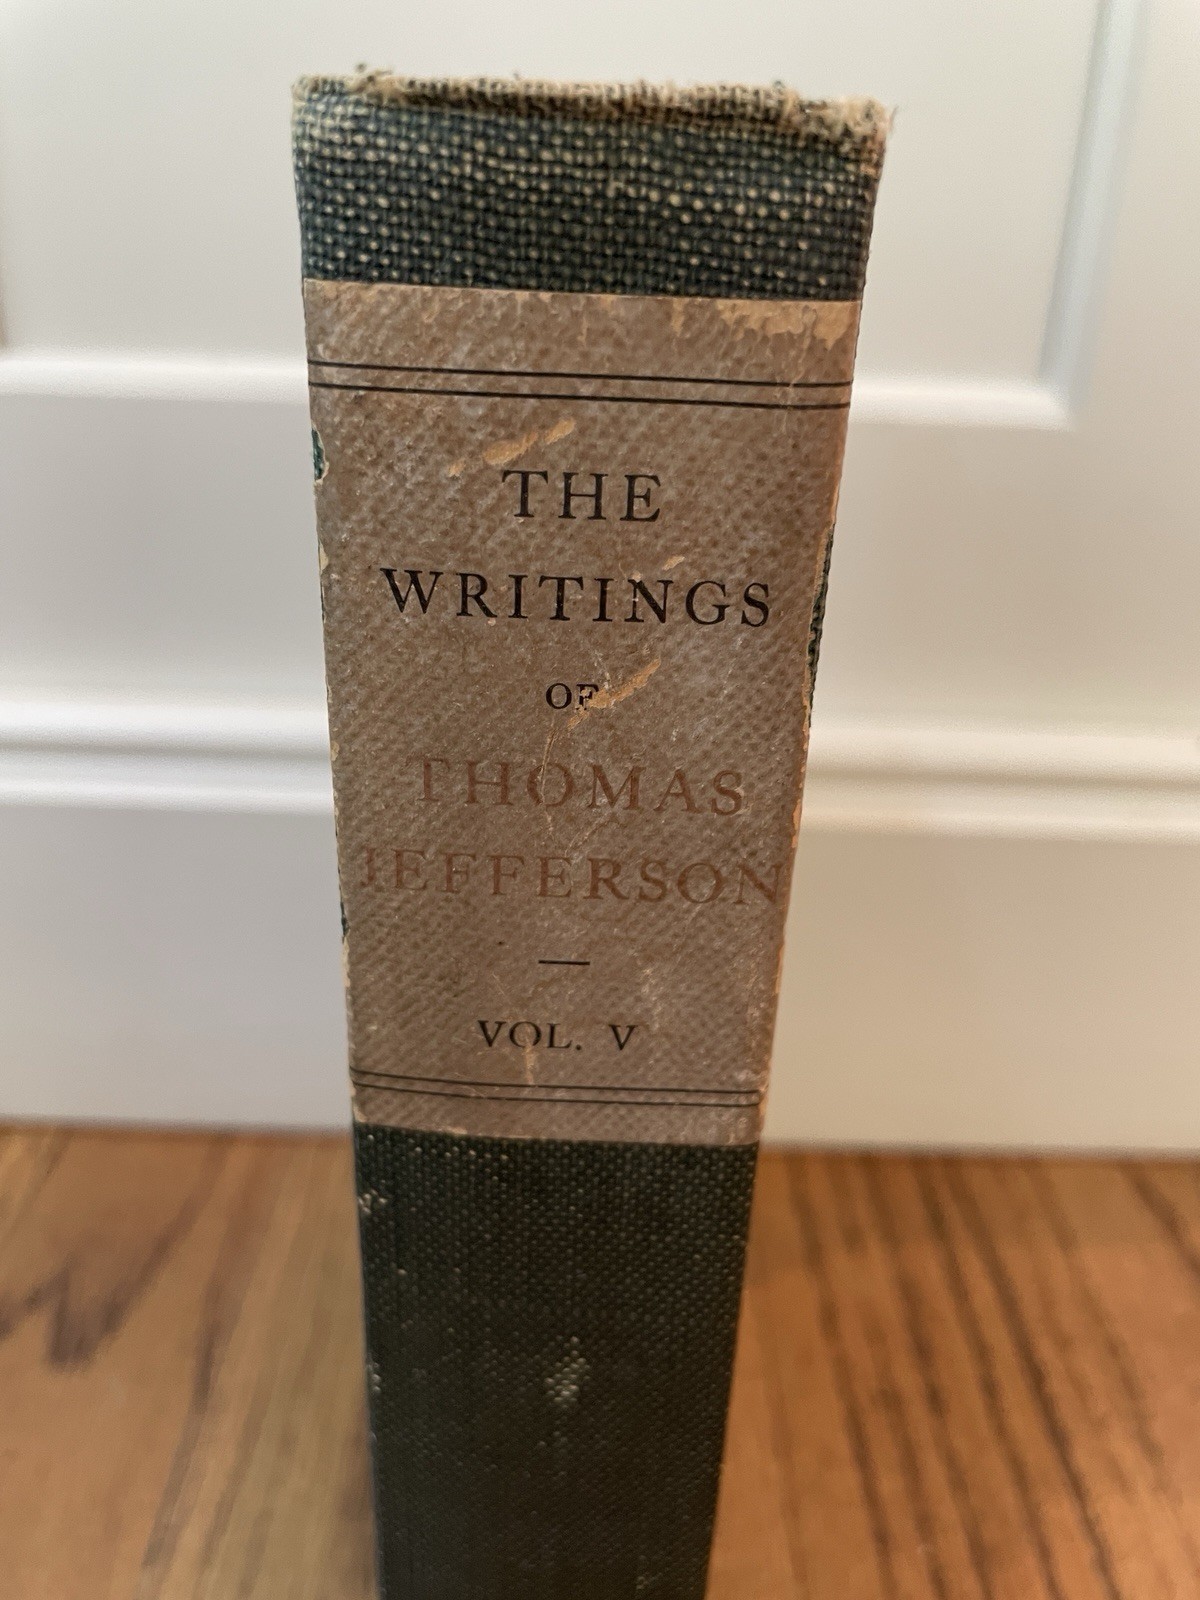 THE
WRITINGS
OF
THOMAS
JEFFERSON
—
VOL. V